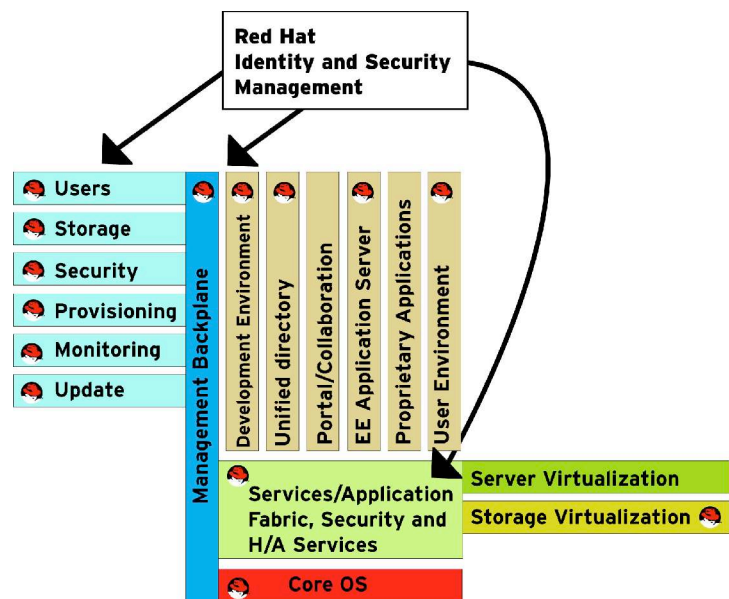 Red Hat
Identity and Security
Management
Users
Storage
Security
Provisioning
Monitoring
Update
Management Backplane
Development Environment
Unified directory
Portal/Collaboration
EE Application Server
Proprietary Applications
User Environment
Services/Application
Fabric, Security and
H/A Services
Server Virtualization
Storage Virtualization
Core OS